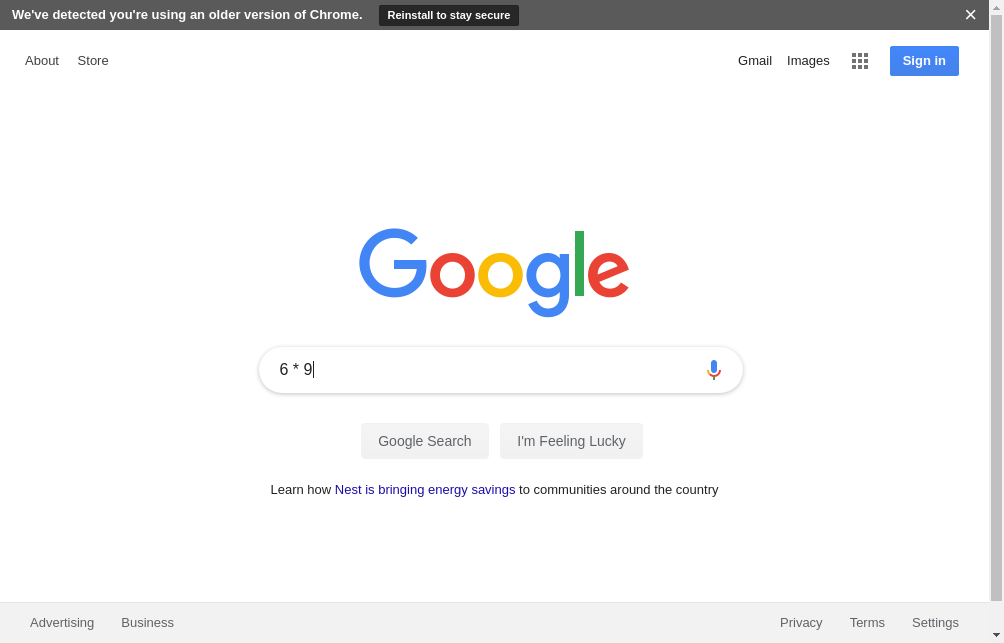 We've detected you're using an older version of Chrome. Reinstall to stay secure
About Store Gmail Images Sign in
Google
6 * 9
Google Search I'm Feeling Lucky
Learn how Nest is bringing energy savings to communities around the country
Advertising Business Privacy Terms Settings